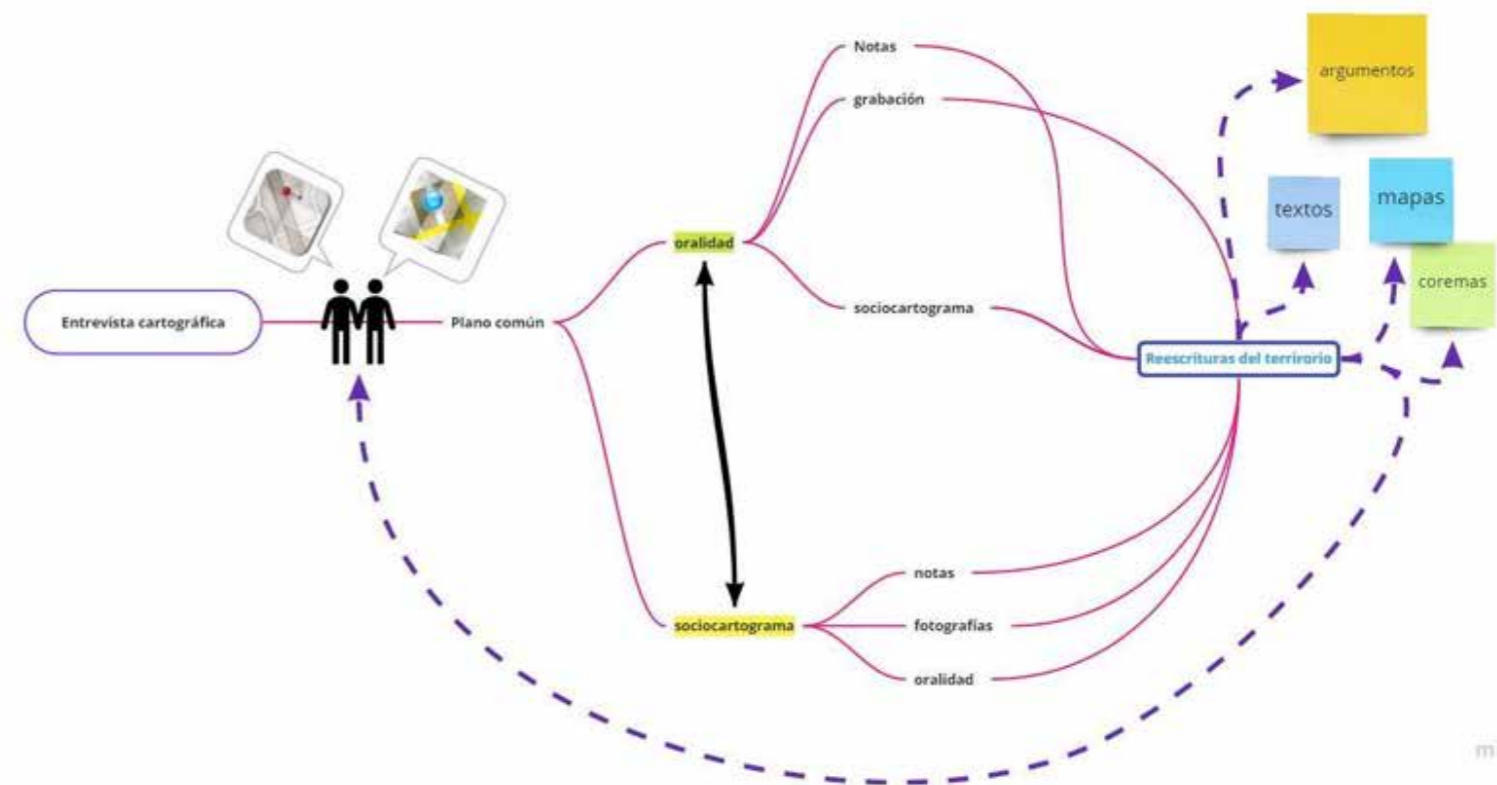 Entrevista cartográfica
Plano común
oralidad
Notas
grabación
sociocartograma
sociocartograma
notas
fotografías
oralidad
Reescrituras del terrirorio
argumentos
textos
mapas
coremas
m